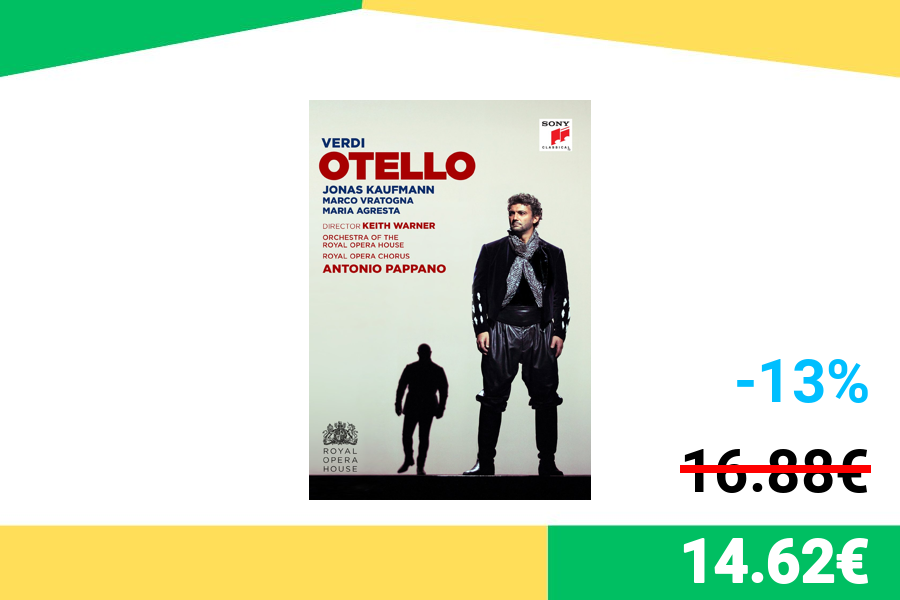 SONY
CLASSICAL
VERDI
OTELLO
JONAS KAUFMANN
MARCO VRATOGNA
MARIA AGRESTA
DIRECTOR KEITH WARNER
ORCHESTRA OF THE
ROYAL OPERA HOUSE
ROYAL OPERA CHORUS
ANTONIO PAPPANO
ROYAL
OPERA
HOUSE
-13%
16.88€
14.62€